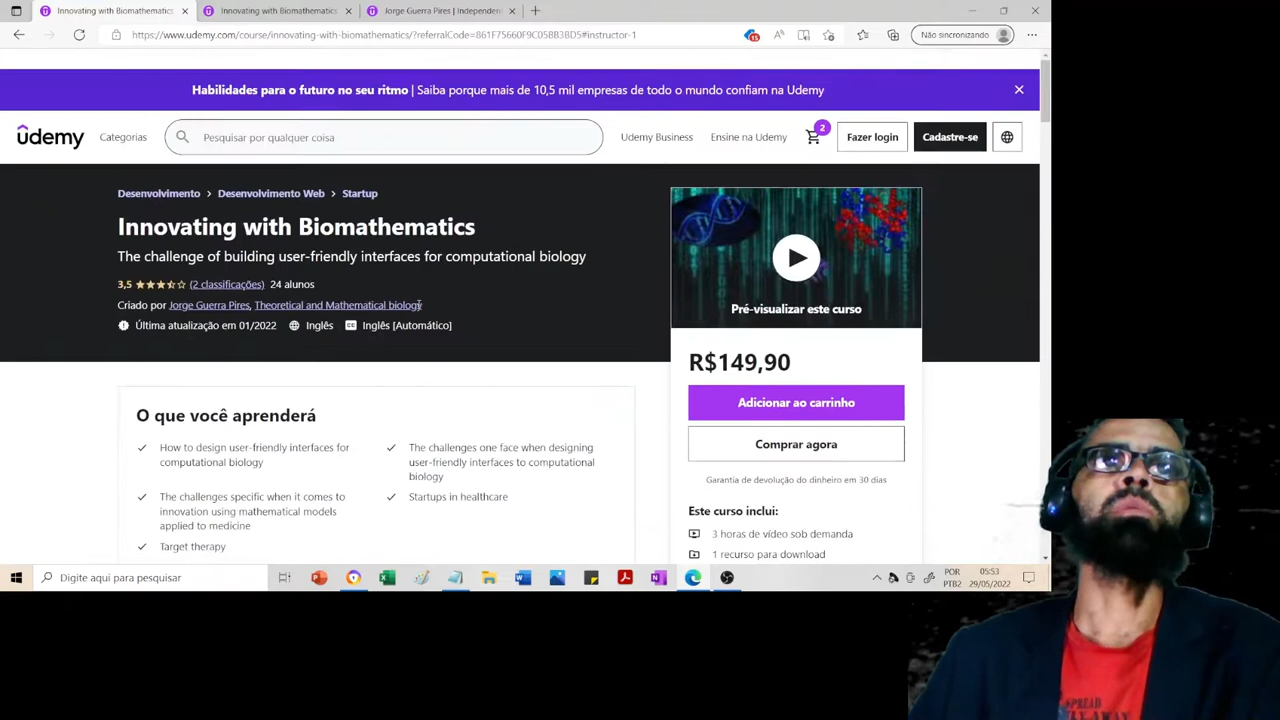 Innovating with Biomathematics
Innovating with Biomathematics
Jorge Guerra Pires | Independen
https://www.udemy.com/course/innovating-with-biomathematics/?referralCode=861F75660F9C05BB3BD5#instructor-1
15
Não sincronizando
Habilidades para o futuro no seu ritmo | Saiba porque mais de 10,5 mil empresas de todo o mundo confiam na Udemy
udemy
Categorias
Pesquisar por qualquer coisa
Udemy Business
Ensine na Udemy
2
Fazer login
Cadastre-se
Desenvolvimento > Desenvolvimento Web > Startup
Innovating with Biomathematics
The challenge of building user-friendly interfaces for computational biology
3,5 (2 classificações) 24 alunos
Criado por Jorge Guerra Pires, Theoretical and Mathematical biology
Última atualização em 01/2022 Inglês Inglês [Automático]
Pré-visualizar este curso
R$149,90
Adicionar ao carrinho
Comprar agora
Garantia de devolução do dinheiro em 30 dias
Este curso inclui:
3 horas de vídeo sob demanda
1 recurso para download
O que você aprenderá
How to design user-friendly interfaces for
computational biology
The challenges one face when designing
user-friendly interfaces to computational
biology
The challenges specific when it comes to
innovation using mathematical models
applied to medicine
Startups in healthcare
Target therapy
Digite aqui para pesquisar
POR
PTB2
05:53
29/05/2022
SPREAD